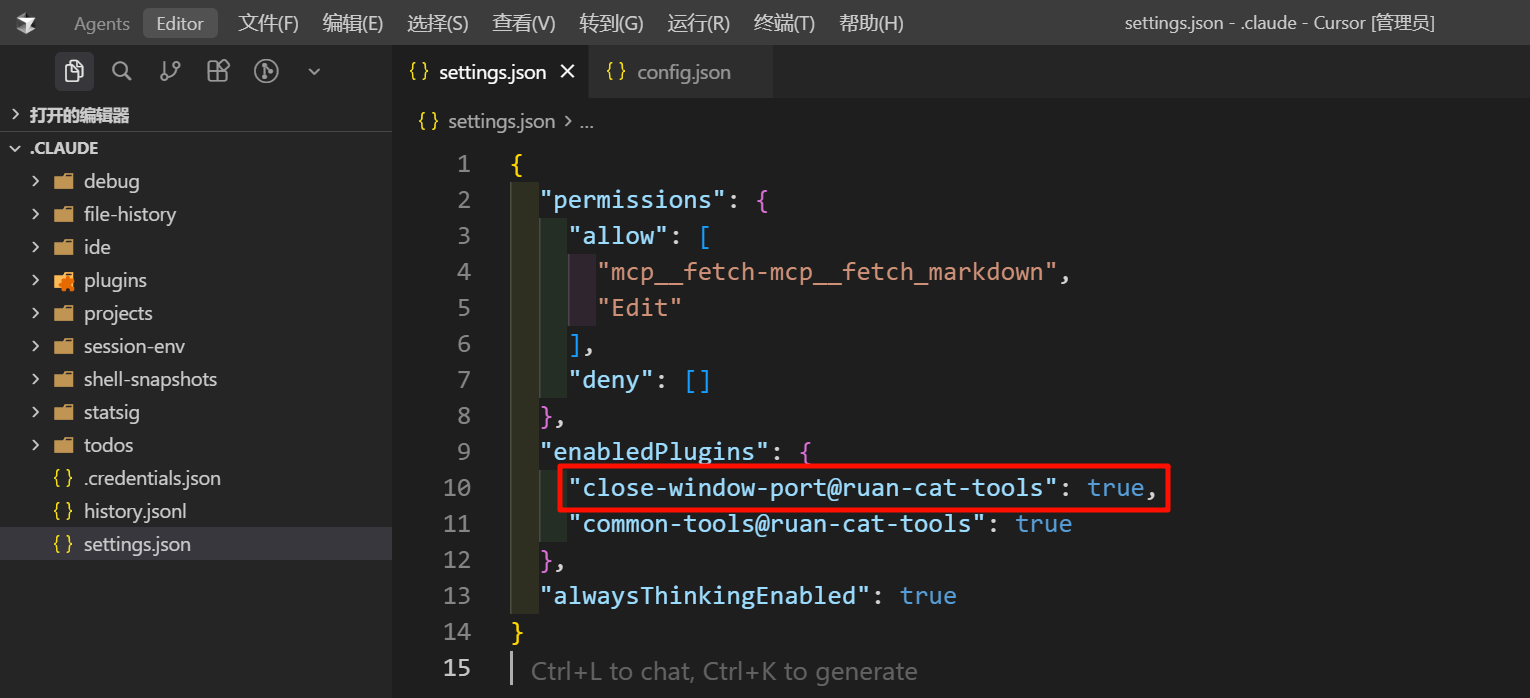 Agents Editor 文件(F) 编辑(E) 选择(S) 查看(V) 转到(G) 运行(R) 终端(T) 帮助(H) settings.json - .claude - Cursor [管理员]
{} settings.json × {} config.json
打开的编辑器
.CLAUDE
debug
file-history
ide
plugins
projects
session-env
shell-snapshots
statsig
todos
{} .credentials.json
{} history.jsonl
{} settings.json
{} settings.json > ...
1 {
2 "permissions": {
3 "allow": [
4 "mcp__fetch-mcp__fetch_markdown",
5 "Edit"
6 ],
7 "deny": []
8 },
9 "enabledPlugins": {
10 "close-window-port@ruan-cat-tools": true,
11 "common-tools@ruan-cat-tools": true
12 },
13 "alwaysThinkingEnabled": true
14 }
15 Ctrl+L to chat, Ctrl+K to generate